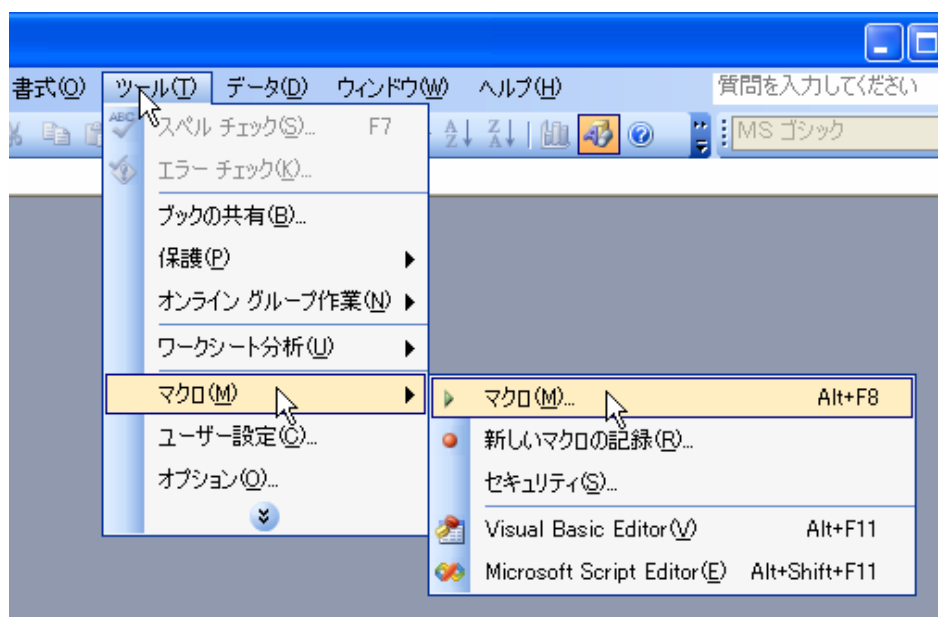 書式(O) ツール(T) データ(D) ウィンドウ(W) ヘルプ(H) 質問を入力してください
MS ゴシック
ABC スペル チェック(S)... F7
エラー チェック(K)...
ブックの共有(B)...
保護(P)
オンライン グループ作業(N)
ワークシート分析(U)
マクロ(M)
ユーザー設定(C)...
オプション(O)...
マクロ(M)... Alt+F8
新しいマクロの記録(R)...
セキュリティ(S)...
Visual Basic Editor(V) Alt+F11
Microsoft Script Editor(E) Alt+Shift+F11